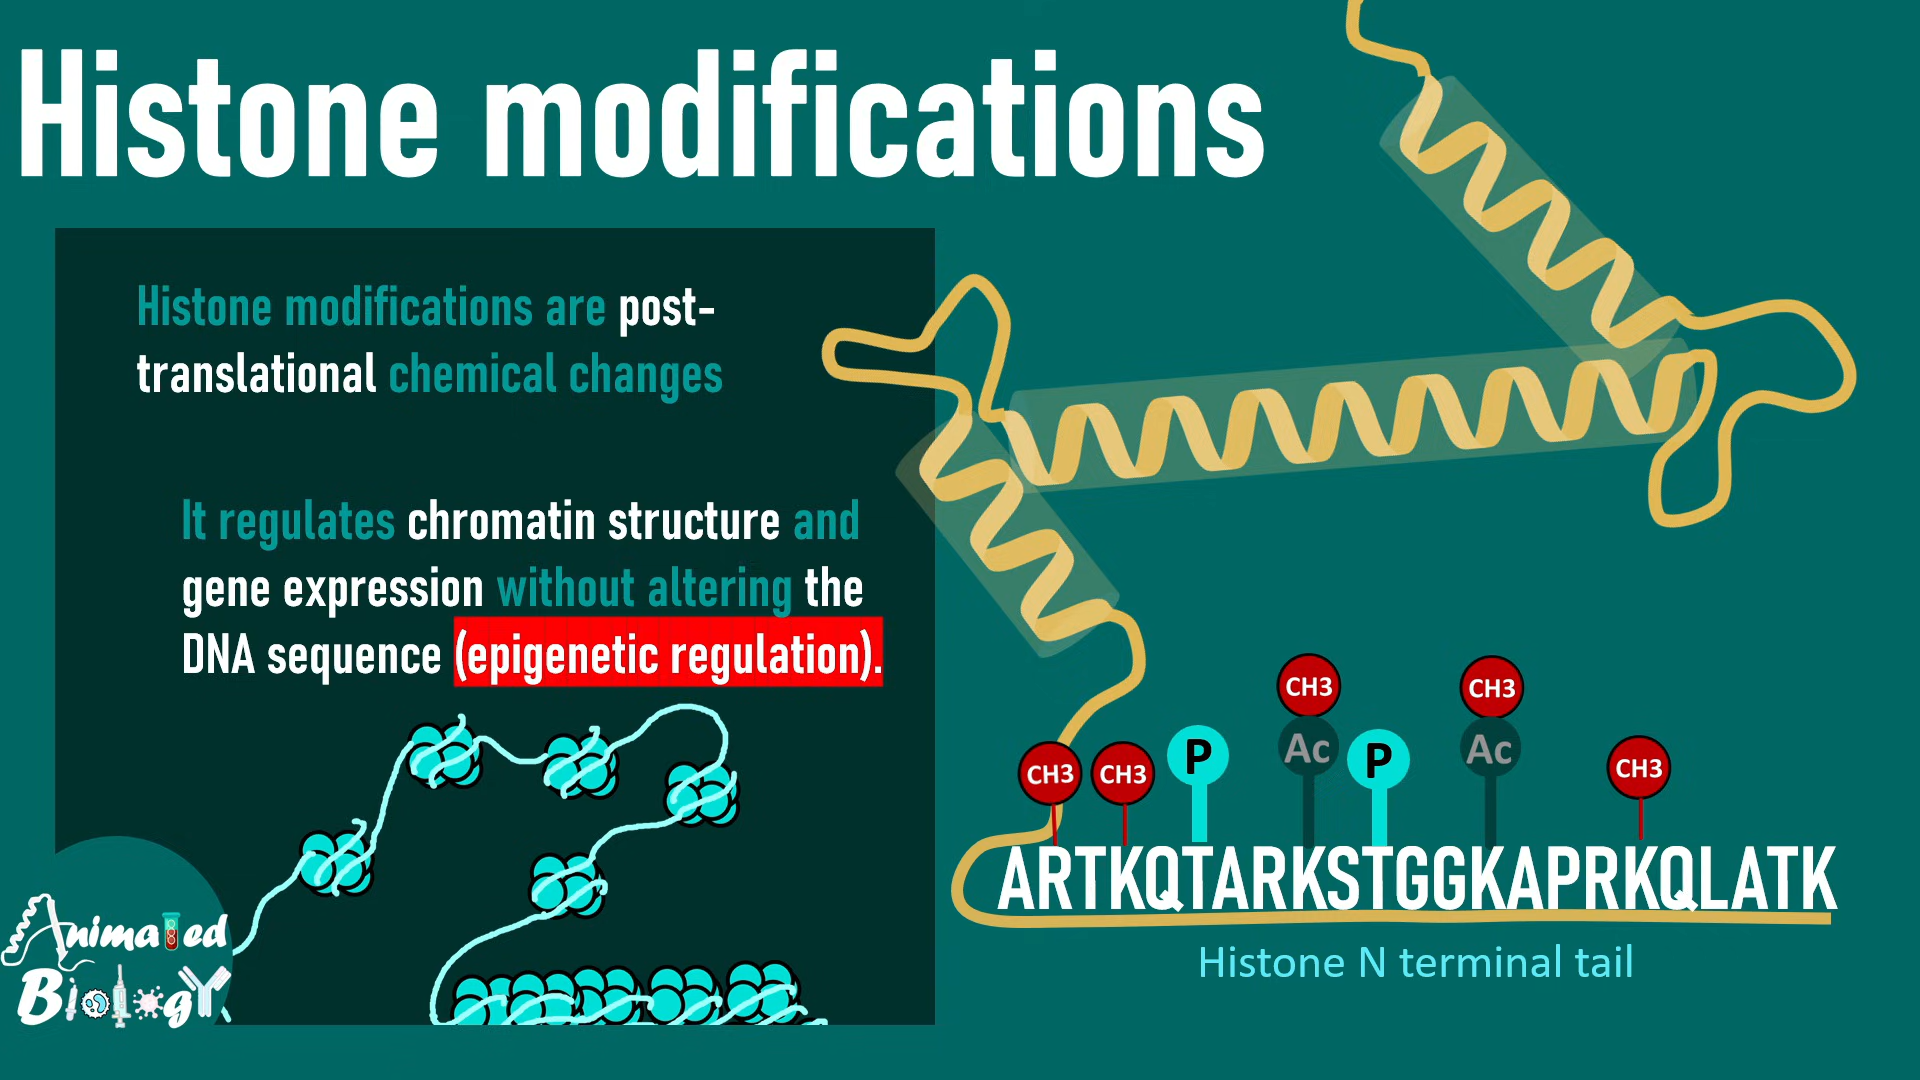 Histone modifications
Histone modifications are post-
translational chemical changes
It regulates chromatin structure and
gene expression without altering the
DNA sequence (epigenetic regulation).
CH3
CH3
CH3
CH3
P
Ac
P
Ac
CH3
ARTKQTARKSTGGKAPRKQLATK
Histone N terminal tail
Animated
Biology